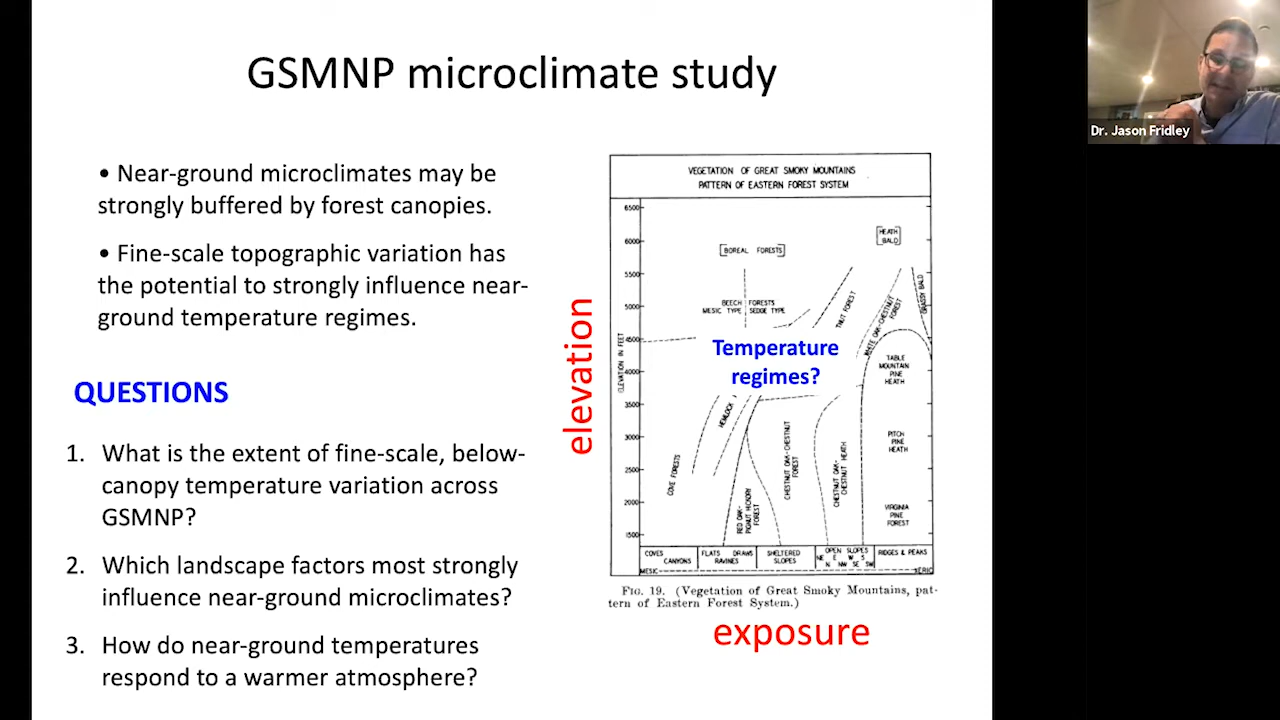 GSMNP microclimate study
• Near-ground microclimates may be
strongly buffered by forest canopies.
• Fine-scale topographic variation has
the potential to strongly influence near-
ground temperature regimes.
QUESTIONS
1. What is the extent of fine-scale, below-
canopy temperature variation across
GSMNP?
2. Which landscape factors most strongly
influence near-ground microclimates?
3. How do near-ground temperatures
respond to a warmer atmosphere?
elevation
VEGETATION OF GREAT SMOKY MOUNTAINS
PATTERN OF EASTERN FOREST SYSTEM
ELEVATION IN FEET
6500
6000
5500
5000
4500
4000
3500
3000
2500
2000
1500
BOREAL FORESTS
HEATH
BALD
BEECH FORESTS
MESIC TYPE SEDGE TYPE
WHITE OAK-CHESTNUT
FOREST
GRASSY BALD
Temperature
regimes?
TABLE
MOUNTAIN
PINE
HEATH
HEMLOCK
COVE FORESTS
RED OAK-
PIGNUT HICKORY
FOREST
CHESTNUT OAK-CHESTNUT
FOREST
CHESTNUT OAK-
CHESTNUT HEATH
PITCH
PINE
HEATH
VIRGINIA
PINE
FOREST
COVES
CANYONS
FLATS DRAWS
RAVINES
SHELTERED
SLOPES
OPEN SLOPES
NE E W S
N NW SE SW
RIDGES & PEAKS
MESIC
XERIC
FIG. 19. (Vegetation of Great Smoky Mountains, pat-
tern of Eastern Forest System.)
exposure
Dr. Jason Fridley